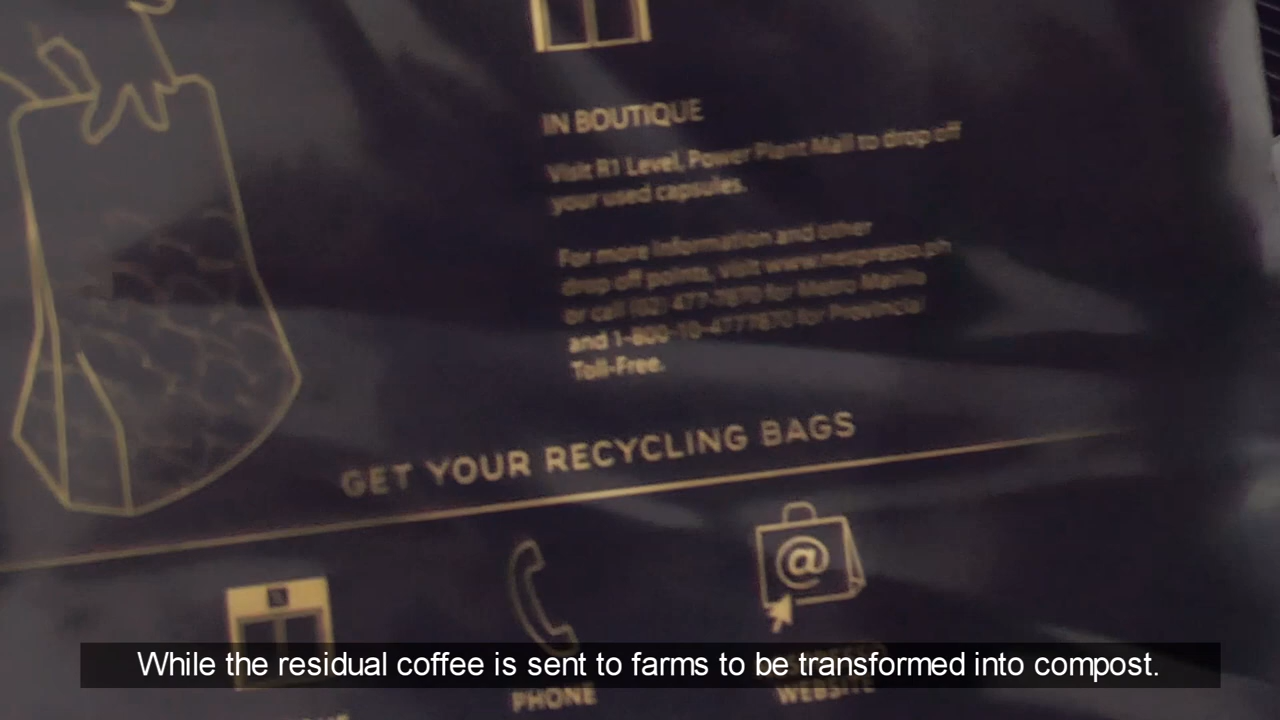 IN BOUTIQUE
Visit R1 Level, Power Plant Mall to drop off
your used capsules.
For more information and other
drop off points, visit www.nespresso.ph
or call (02) 477-7870 for Metro Manila
and 1-800-10-4777870 for Provincial
Toll-Free.
GET YOUR RECYCLING BAGS
@
While the residual coffee is sent to farms to be transformed into compost.
PHONE
WEBSITE